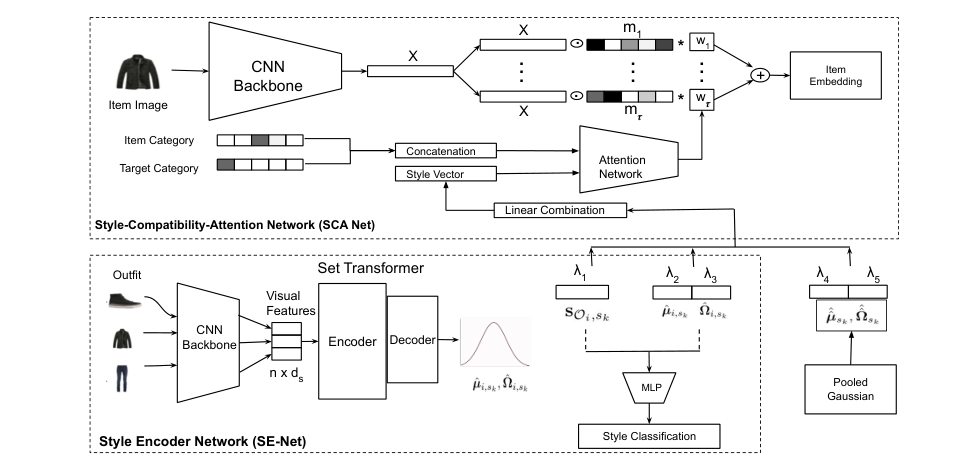 X
m1
w1
CNN
Backbone
X
Item
Embedding
+
Item Image
X
mτ
wτ
Item Category
Target Category
Concatenation
Style Vector
Attention
Network
Linear Combination
Style-Compatibility-Attention Network (SCA Net)
Outfit
Set Transformer
λ1
λ2
λ3
λ4
λ5
Visual
Features
CNN
Backbone
Encoder
Decoder
n x ds
S𝒪i,sk
μ̂i,sk
Ω̂i,sk
μ̂̂sk, Ω̂̂sk
μ̂i,sk, Ω̂i,sk
MLP
Pooled
Gaussian
Style Classification
Style Encoder Network (SE-Net)